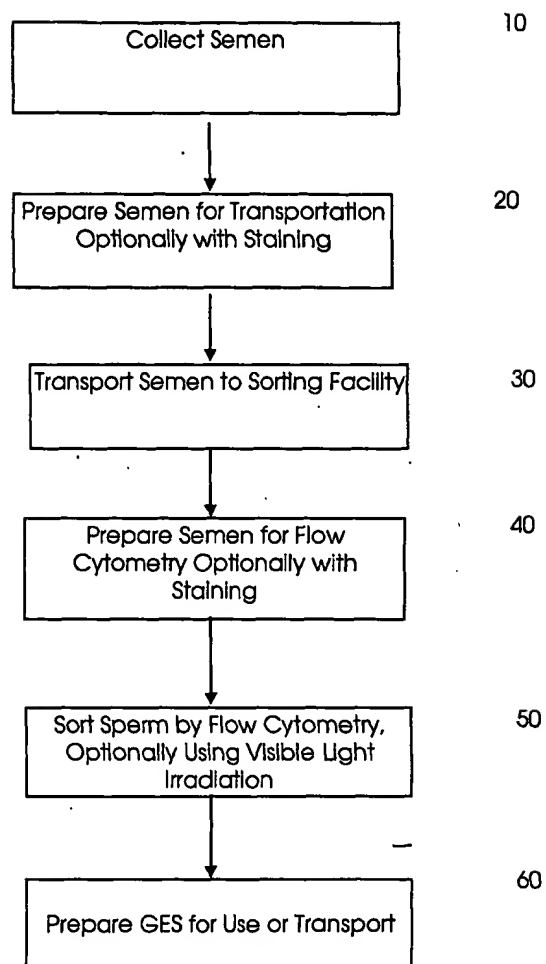 Collect Semen
10
Prepare Semen for Transportation
Optionally with Staining
20
Transport Semen to Sorting Facility
30
Prepare Semen for Flow
Cytometry Optionally with
Staining
40
Sort Sperm by Flow Cytometry,
Optionally Using Visible Light
Irradiation
50
Prepare GES for Use or Transport
60